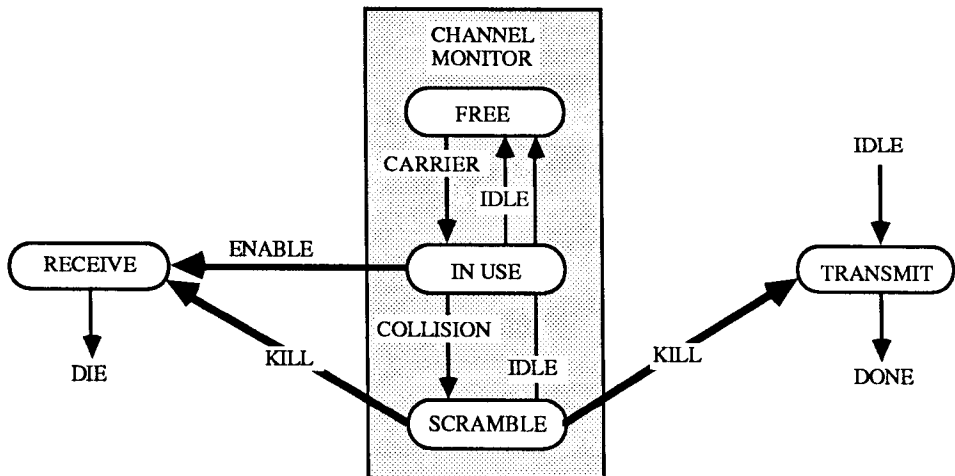 CHANNEL
MONITOR
FREE
CARRIER
IDLE
IDLE
ENABLE
RECEIVE
IN USE
TRANSMIT
COLLISION
KILL
IDLE
KILL
DIE
DONE
SCRAMBLE